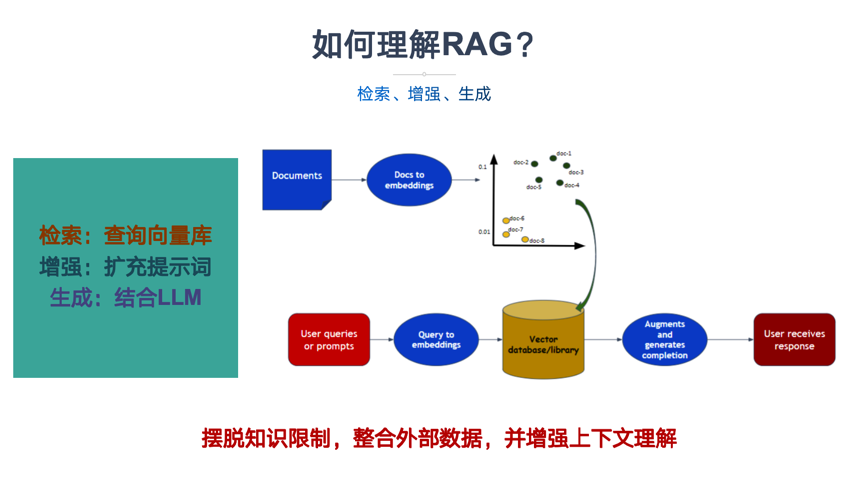 如何理解RAG？
检索、增强、生成
检索：查询向量库
增强：扩充提示词
生成：结合LLM
Documents
Docs to
embeddings
0.1
0.01
doc-1
doc-2
doc-3
doc-4
doc-5
doc-6
doc-7
doc-8
User queries
or prompts
Query to
embeddings
Vector
database/library
Augments
and
generates
completion
User receives
response
摆脱知识限制，整合外部数据，并增强上下文理解